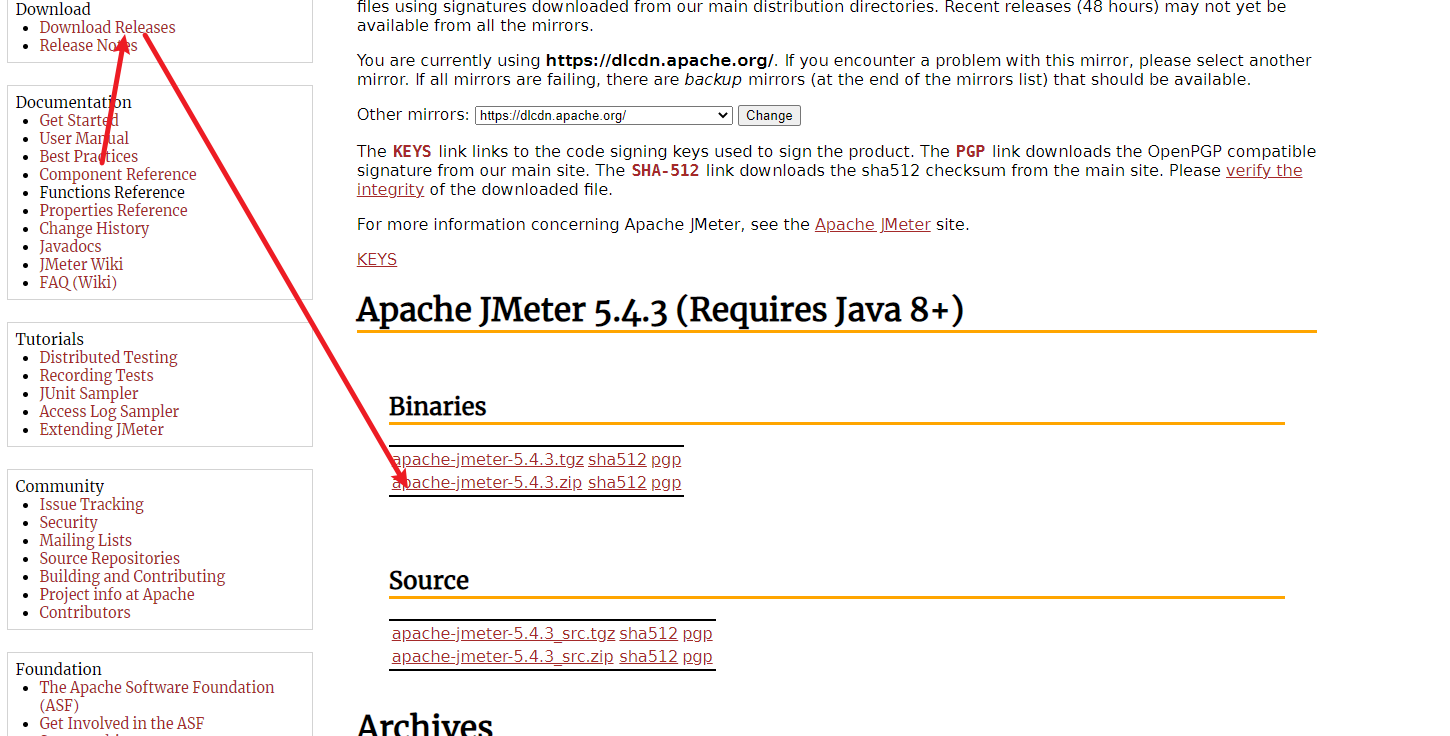 Download
Download Releases
Release Notes
Documentation
Get Started
User Manual
Best Practices
Component Reference
Functions Reference
Properties Reference
Change History
Javadocs
JMeter Wiki
FAQ (Wiki)
Tutorials
Distributed Testing
Recording Tests
JUnit Sampler
Access Log Sampler
Extending JMeter
Community
Issue Tracking
Security
Mailing Lists
Source Repositories
Building and Contributing
Project info at Apache
Contributors
Foundation
The Apache Software Foundation
(ASF)
Get Involved in the ASF
files using signatures downloaded from our main distribution directories. Recent releases (48 hours) may not yet be
available from all the mirrors.
You are currently using https://dlcdn.apache.org/. If you encounter a problem with this mirror, please select another
mirror. If all mirrors are failing, there are backup mirrors (at the end of the mirrors list) that should be available.
Other mirrors: https://dlcdn.apache.org/ Change
The KEYS link links to the code signing keys used to sign the product. The PGP link downloads the OpenPGP compatible
signature from our main site. The SHA-512 link downloads the sha512 checksum from the main site. Please verify the
integrity of the downloaded file.
For more information concerning Apache JMeter, see the Apache JMeter site.
KEYS
Apache JMeter 5.4.3 (Requires Java 8+)
Binaries
apache-jmeter-5.4.3.tgz sha512 pgp
apache-jmeter-5.4.3.zip sha512 pgp
Source
apache-jmeter-5.4.3_src.tgz sha512 pgp
apache-jmeter-5.4.3_src.zip sha512 pgp
Archives